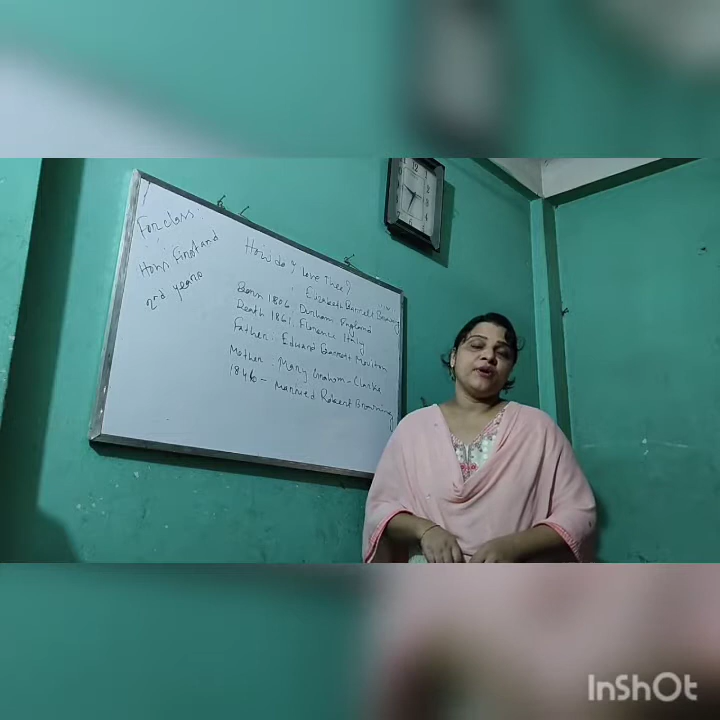 For class
Hons First and
2nd years
How do I love Thee?
Elizabeth Barrett Browning
Born 1806 Durham England
Death 1861. Florence Italy
Father : Edward Barrett Moulton
Mother : Mary Graham - Clarke
1846 - Married Robert Browning
InShOt